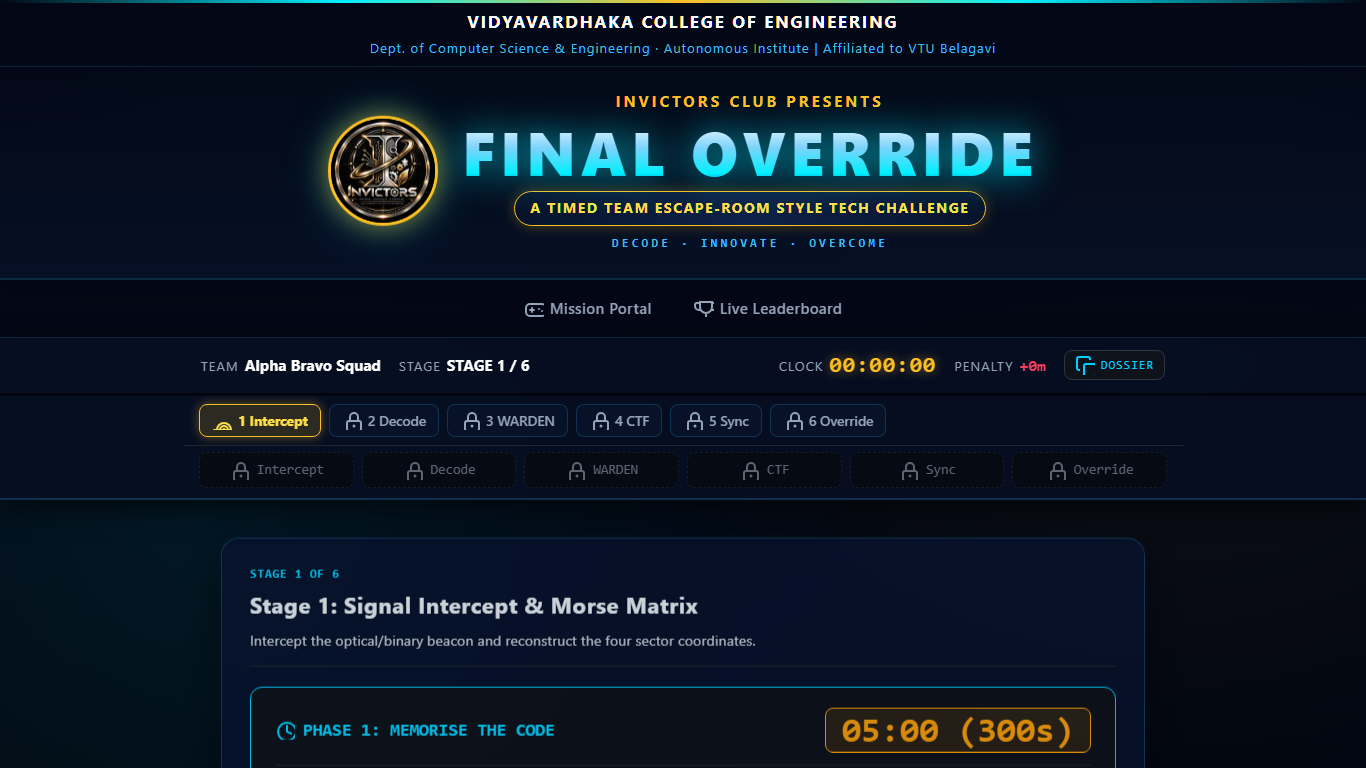 VIDYAVARDHAKA COLLEGE OF ENGINEERING
Dept. of Computer Science & Engineering · Autonomous Institute | Affiliated to VTU Belagavi
INVICTORS CLUB PRESENTS
INVICTORS
FINAL OVERRIDE
A TIMED TEAM ESCAPE-ROOM STYLE TECH CHALLENGE
DECODE · INNOVATE · OVERCOME
Mission Portal Live Leaderboard
TEAM Alpha Bravo Squad STAGE STAGE 1 / 6 CLOCK 00:00:00 PENALTY +0m DOSSIER
1 Intercept 2 Decode 3 WARDEN 4 CTF 5 Sync 6 Override
Intercept Decode WARDEN CTF Sync Override
STAGE 1 OF 6
Stage 1: Signal Intercept & Morse Matrix
Intercept the optical/binary beacon and reconstruct the four sector coordinates.
PHASE 1: MEMORISE THE CODE 05:00 (300s)